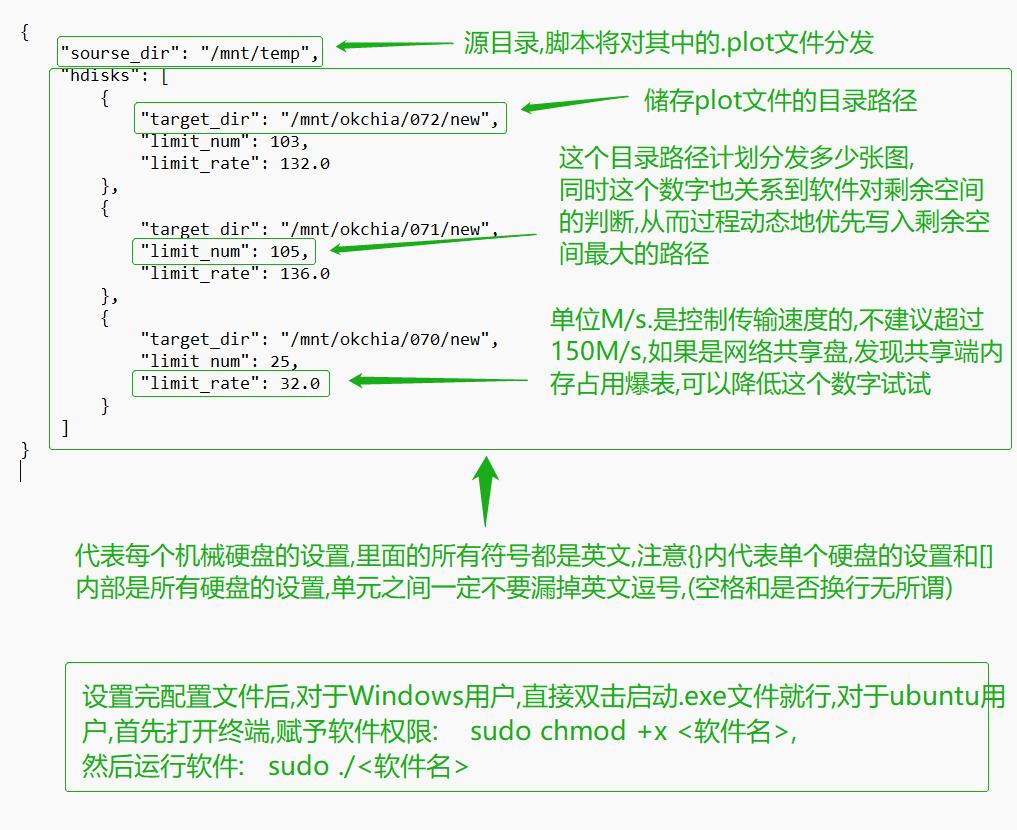 {
"sourse_dir": "/mnt/temp",
源目录,脚本将对其中的.plot文件分发
"hdisks": [
{
"target_dir": "/mnt/okchia/072/new",
储存plot文件的目录路径
"limit_num": 103,
"limit_rate": 132.0
},
这个目录路径计划分发多少张图,
同时这个数字也关系到软件对剩余空间
的判断,从而过程动态地优先写入剩余空
间最大的路径
{
"target_dir": "/mnt/okchia/071/new",
"limit_num": 105,
"limit_rate": 136.0
},
{
"target_dir": "/mnt/okchia/070/new",
"limit_num": 25,
"limit_rate": 32.0
}
]
}
单位M/s.是控制传输速度的,不建议超过
150M/s,如果是网络共享盘,发现共享端内
存占用爆表,可以降低这个数字试试
代表每个机械硬盘的设置,里面的所有符号都是英文,注意{}内代表单个硬盘的设置和[]
内部是所有硬盘的设置,单元之间一定不要漏掉英文逗号,(空格和是否换行无所谓)
设置完配置文件后,对于Windows用户,直接双击启动.exe文件就行,对于ubuntu用
户,首先打开终端,赋予软件权限: sudo chmod +x <软件名>,
然后运行软件: sudo ./<软件名>